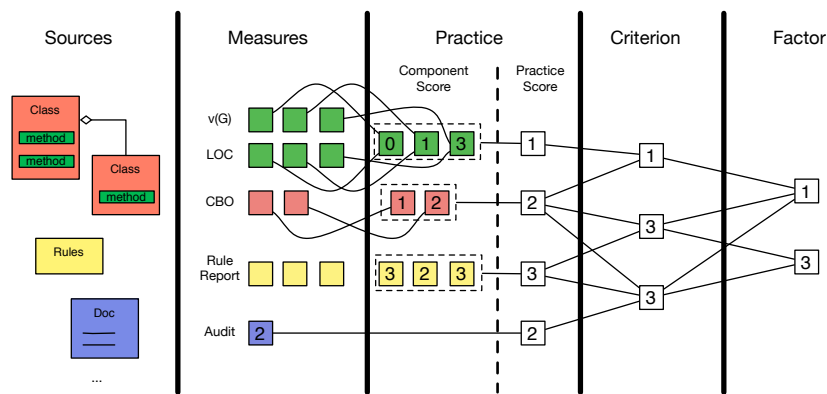 Sources
Measures
Practice
Criterion
Factor
Component
Score
Practice
Score
Class
method
method
Class
method
Rules
Doc
...
v(G)
LOC
0 1 3
1
CBO
1 2
2
Rule
Report
3 2 3
3
Audit
2
2
1
3
3
1
3